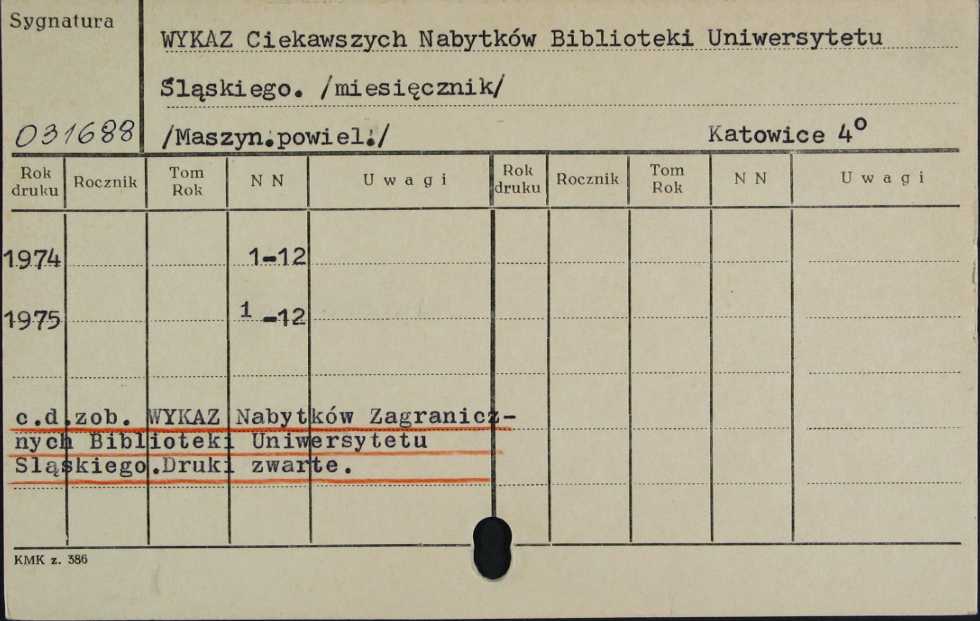 Sygnatura
WYKAZ Ciekawszych Nabytków Biblioteki Uniwersytetu
Śląskiego. /miesięcznik/
031688 /Maszyn.powiel./ Katowice 4°
Rok druku Rocznik Tom Rok N N U w a g i Rok druku Rocznik Tom Rok N N U w a g i
1974 1-12
1975 1 -12
c.d.zob. WYKAZ Nabytków Zagranicz-
nych Biblioteki Uniwersytetu
Śląskiego.Druki zwarte.
KMK z. 386